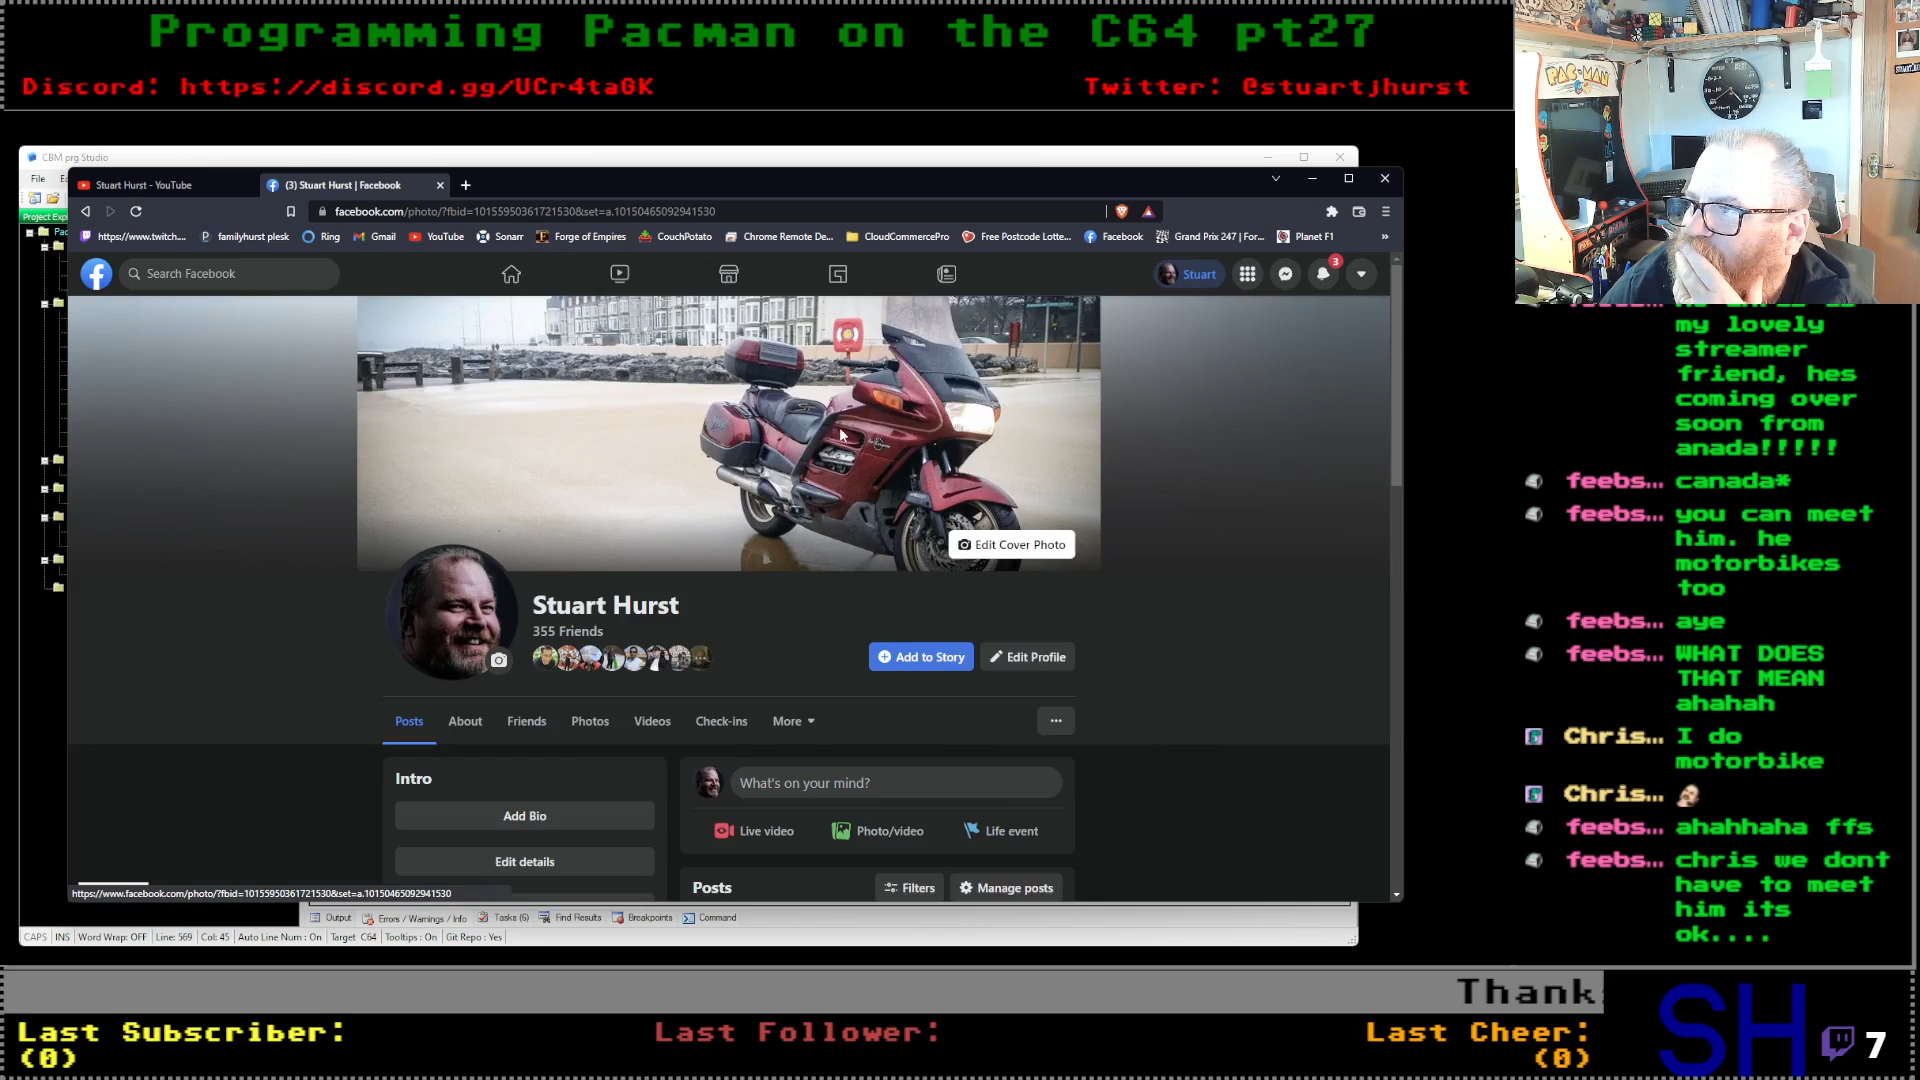 Programming Pacman on the C64 pt27
Discord: https://discord.gg/UCr4taGK
Twitter: @stuartjhurst
CBM prg Studio
File
Stuart Hurst - YouTube
(3) Stuart Hurst | Facebook
facebook.com/photo/?fbid=10155950361721530&set=a.10150465092941530
https://www.twitch....
familyhurst plesk
Ring
Gmail
YouTube
Sonarr
Forge of Empires
CouchPotato
Chrome Remote De...
CloudCommercePro
Free Postcode Lotte...
Facebook
Grand Prix 247 | For...
Planet F1
»
Project Expl
Search Facebook
Stuart
3
Edit Cover Photo
Stuart Hurst
355 Friends
Add to Story
Edit Profile
Posts
About
Friends
Photos
Videos
Check-ins
More
Intro
What's on your mind?
Add Bio
Live video
Photo/video
Life event
Edit details
Posts
Filters
Manage posts
https://www.facebook.com/photo/?fbid=10155950361721530&set=a.10150465092941530
Output
Errors / Warnings / Info
Tasks (6)
Find Results
Breakpoints
Command
CAPS
INS
Word Wrap: OFF
Line: 569
Col: 45
Auto Line Num : On
Target C64
Tooltips : On
Git Repo : Yes
PAC-MAN
my lovely
streamer
friend, hes
coming over
soon from
anada!!!!!
feebs... canada*
feebs... you can meet
him. he
motorbikes
too
feebs... aye
feebs... WHAT DOES
THAT MEAN
ahahah
Chris... I do
motorbike
Chris...
feebs... ahahhaha ffs
feebs... chris we dont
have to meet
him its
ok....
Thank
Last Subscriber:
(0)
Last Follower:
Last Cheer:
(0)
SH
7